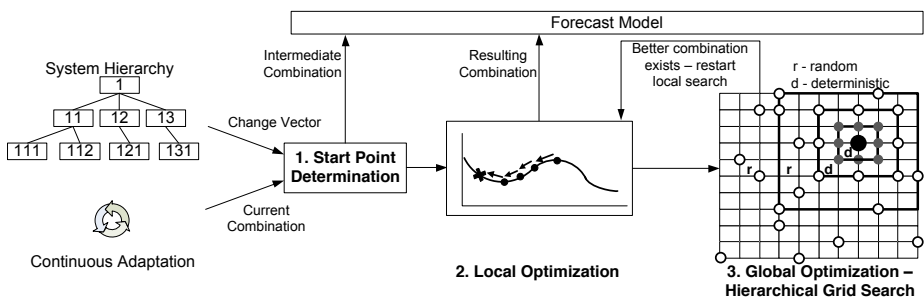 Forecast Model
System Hierarchy
1
11 12 13
111 112 121 131
Intermediate
Combination
Resulting
Combination
Better combination
exists – restart
local search
r - random
d - deterministic
Change Vector
1. Start Point
Determination
Current
Combination
Continuous Adaptation
2. Local Optimization
d
r r d
3. Global Optimization –
Hierarchical Grid Search